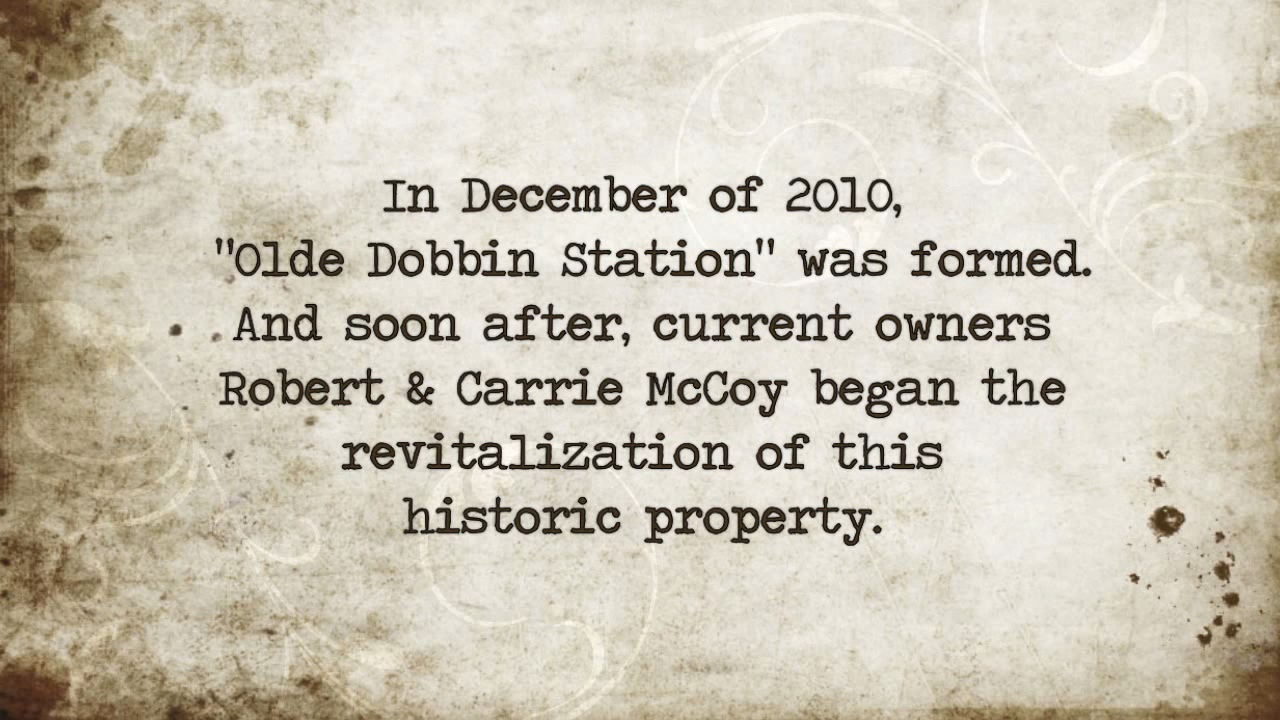 In December of 2010,
"Olde Dobbin Station" was formed.
And soon after, current owners
Robert & Carrie McCoy began the
revitalization of this
historic property.